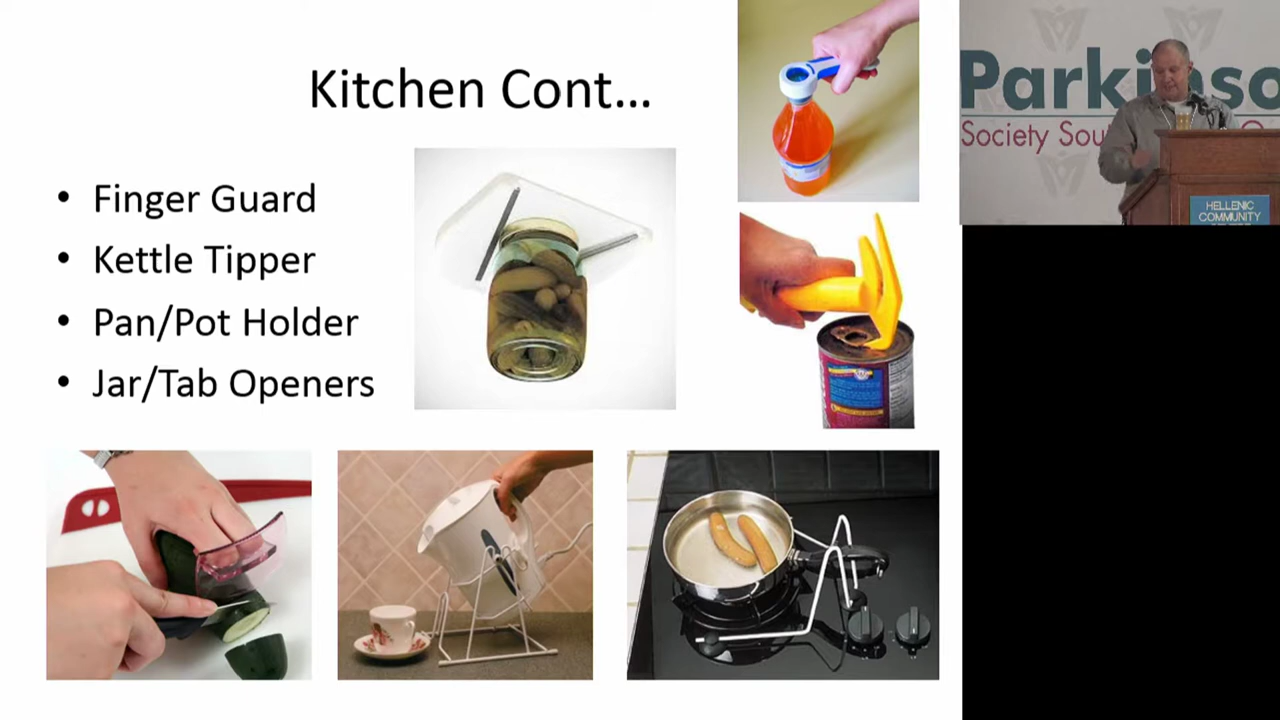 Kitchen Cont...
• Finger Guard
• Kettle Tipper
• Pan/Pot Holder
• Jar/Tab Openers
Parkinso
Society Sou
HELLENIC
COMMUNITY